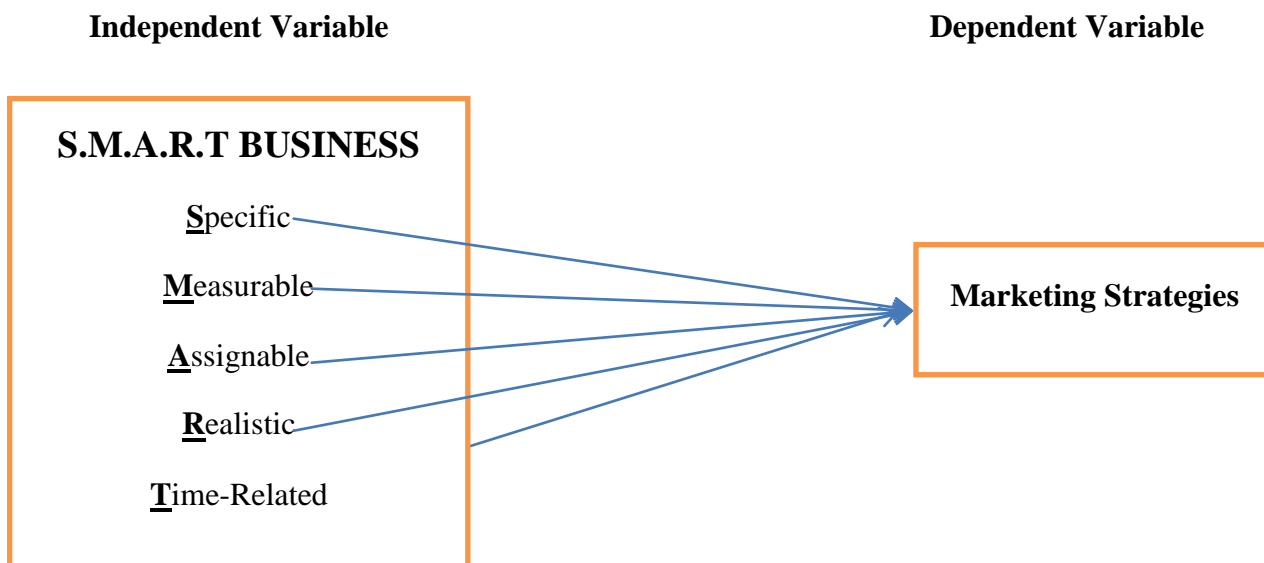 Independent Variable
Dependent Variable
S.M.A.R.T BUSINESS
Specific
Measurable
Marketing Strategies
Assignable
Realistic
Time-Related